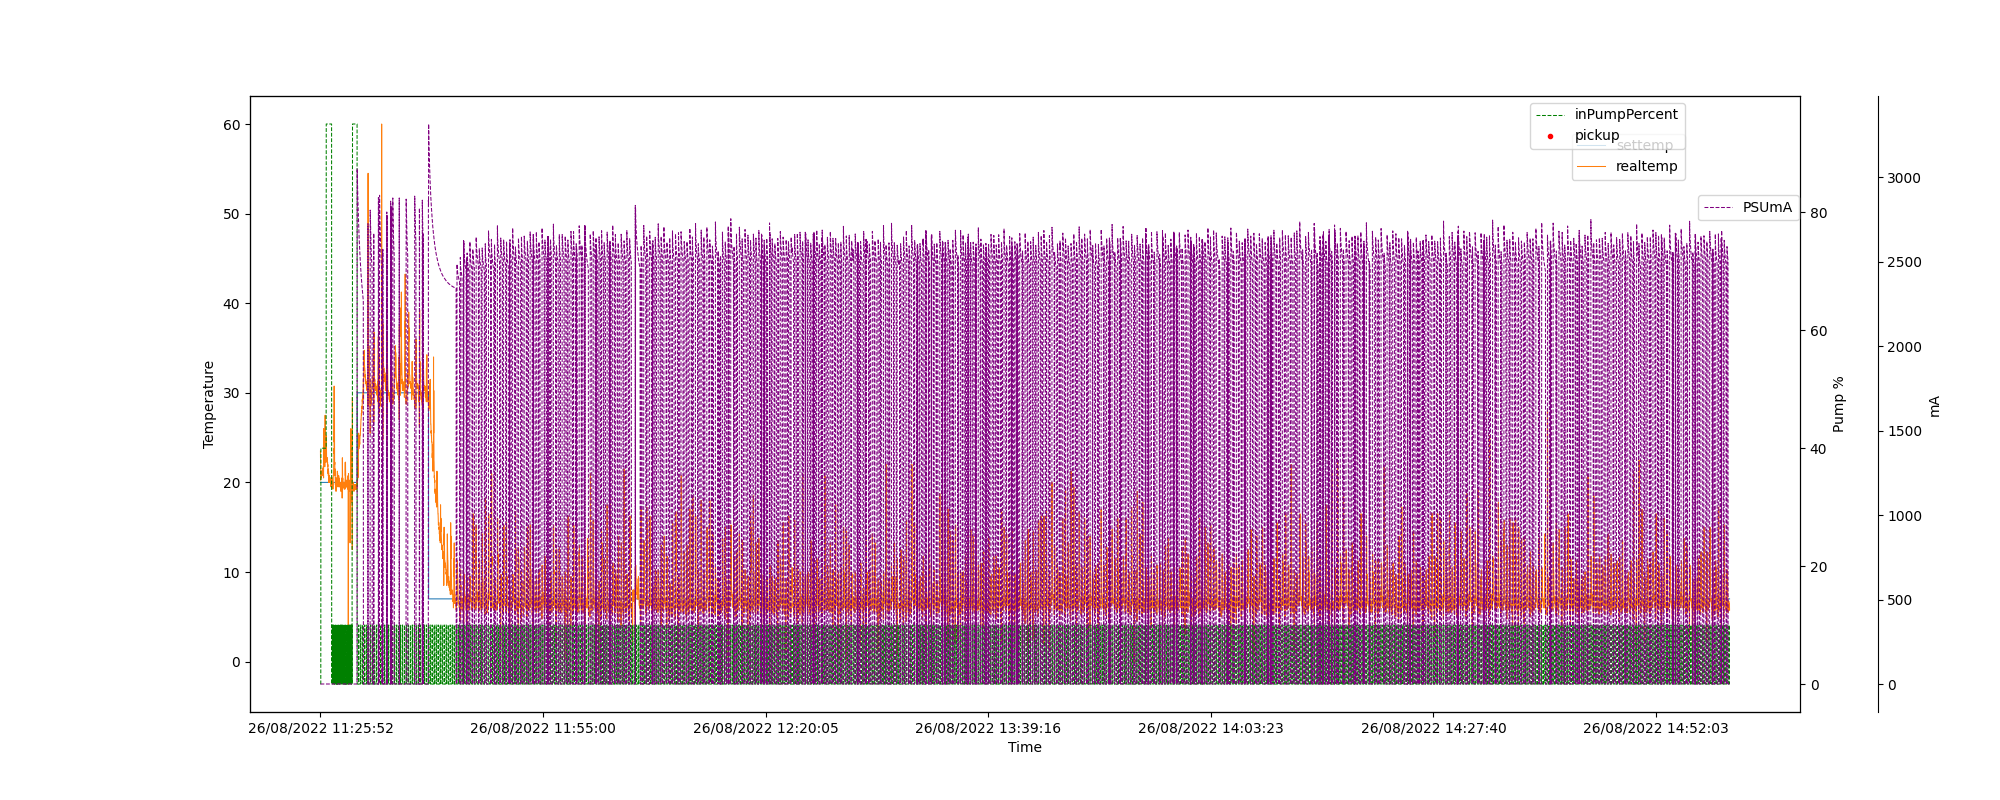 inPumpPercent
pickup
settemp
realtemp
PSUmA
Temperature
60
50
40
30
20
10
0
Pump %
80
60
40
20
0
mA
3000
2500
2000
1500
1000
500
0
26/08/2022 11:25:52
26/08/2022 11:55:00
26/08/2022 12:20:05
26/08/2022 13:39:16
26/08/2022 14:03:23
26/08/2022 14:27:40
26/08/2022 14:52:03
Time